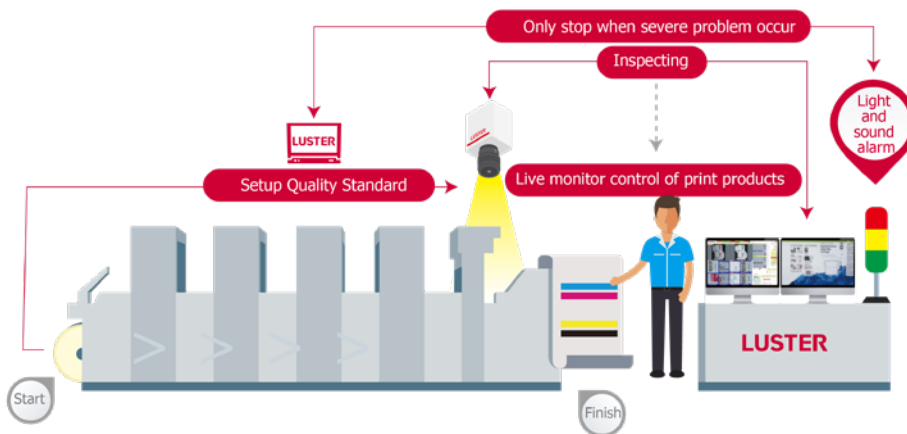 Only stop when severe problem occur
Inspecting
Light
and
sound
alarm
LUSTER
LUSTER
Setup Quality Standard
Live monitor control of print products
LUSTER
Start
Finish